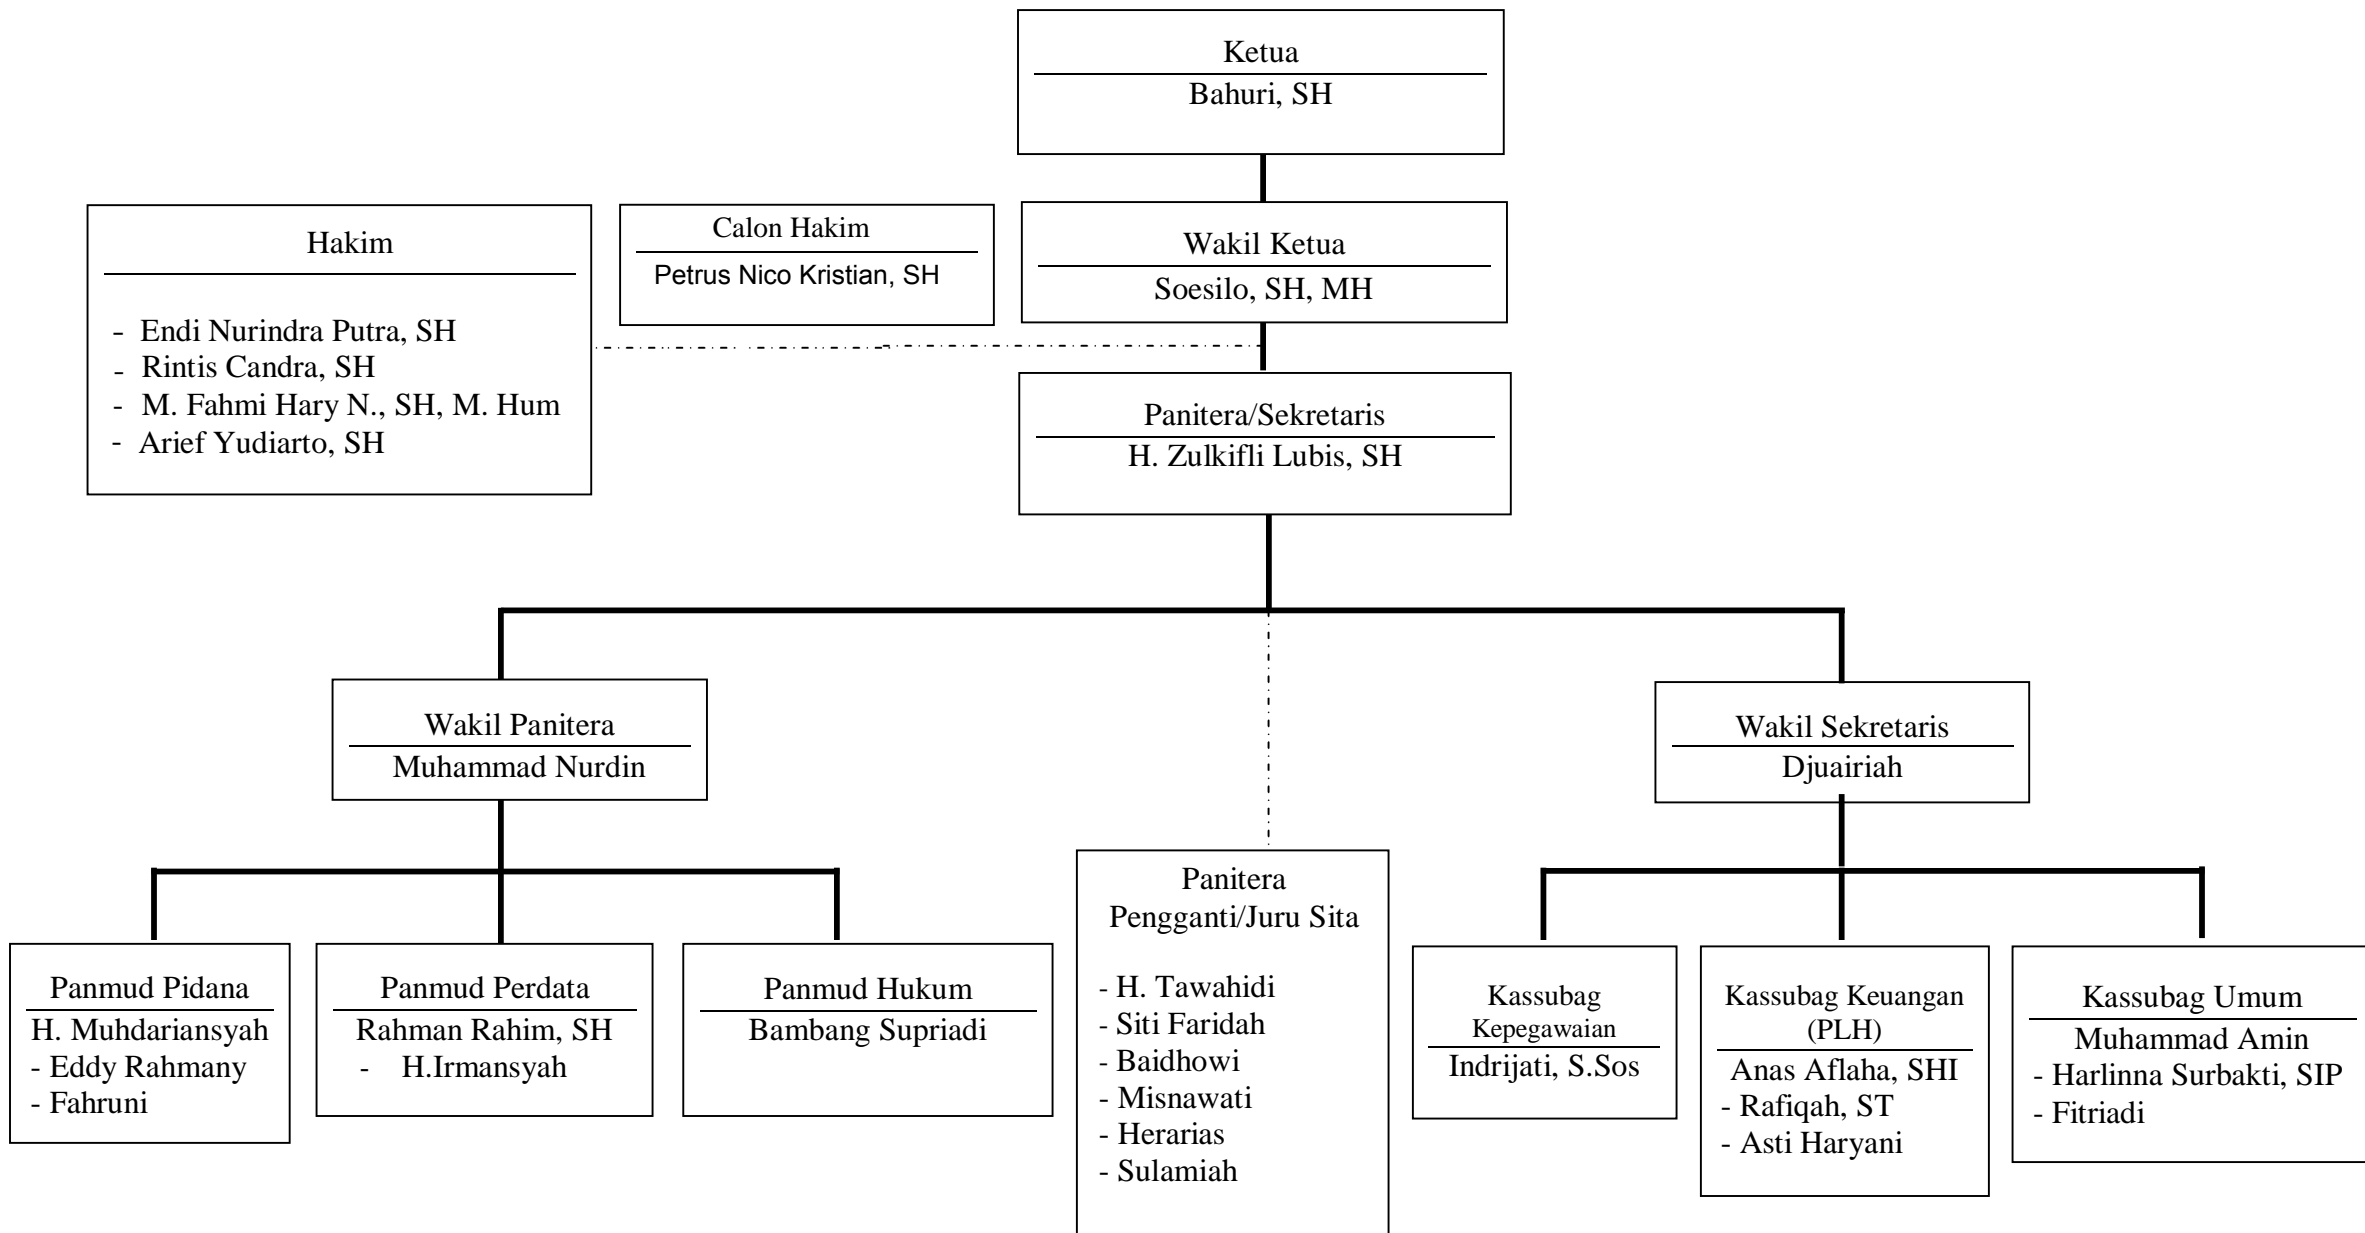 Ketua
Bahuri, SH
Hakim
- Endi Nurindra Putra, SH
- Rintis Candra, SH
- M. Fahmi Hary N., SH, M. Hum
- Arief Yudiarto, SH
Calon Hakim
Petrus Nico Kristian, SH
Wakil Ketua
Soesilo, SH, MH
Panitera/Sekretaris
H. Zulkifli Lubis, SH
Wakil Panitera
Muhammad Nurdin
Wakil Sekretaris
Djuairiah
Panmud Pidana
H. Muhdariansyah
- Eddy Rahmany
- Fahruni
Panmud Perdata
Rahman Rahim, SH
- H.Irmansyah
Panmud Hukum
Bambang Supriadi
Panitera
Pengganti/Juru Sita
- H. Tawahidi
- Siti Faridah
- Baidhowi
- Misnawati
- Herarias
- Sulamiah
Kassubag
Kepegawaian
Indrijati, S.Sos
Kassubag Keuangan
(PLH)
Anas Aflaha, SHI
- Rafiqah, ST
- Asti Haryani
Kassubag Umum
Muhammad Amin
- Harlinna Surbakti, SIP
- Fitriadi